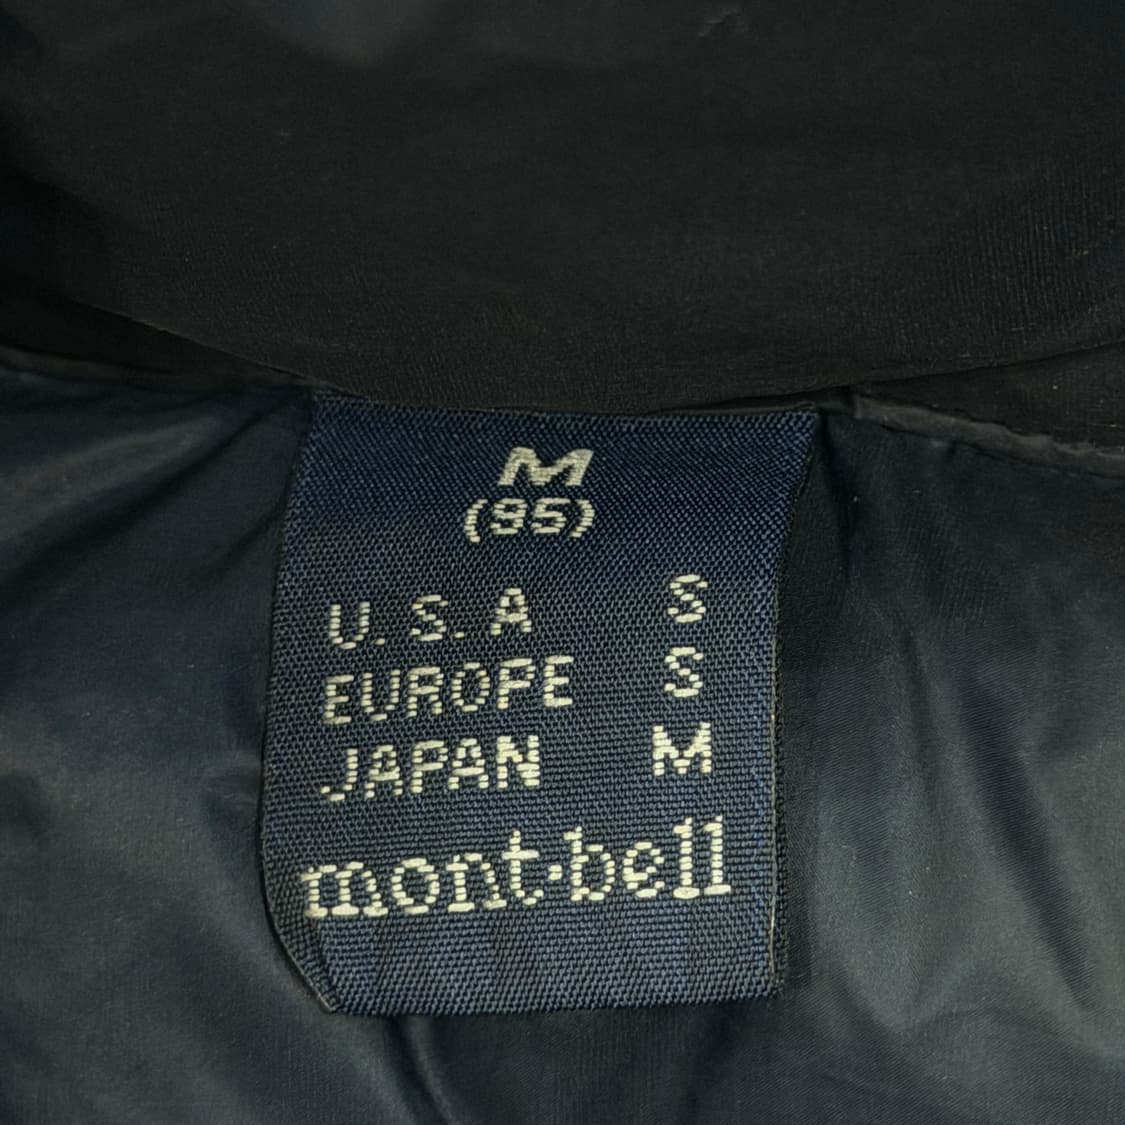 M
(95)
U.S.A S
EUROPE S
JAPAN M
mont·bell